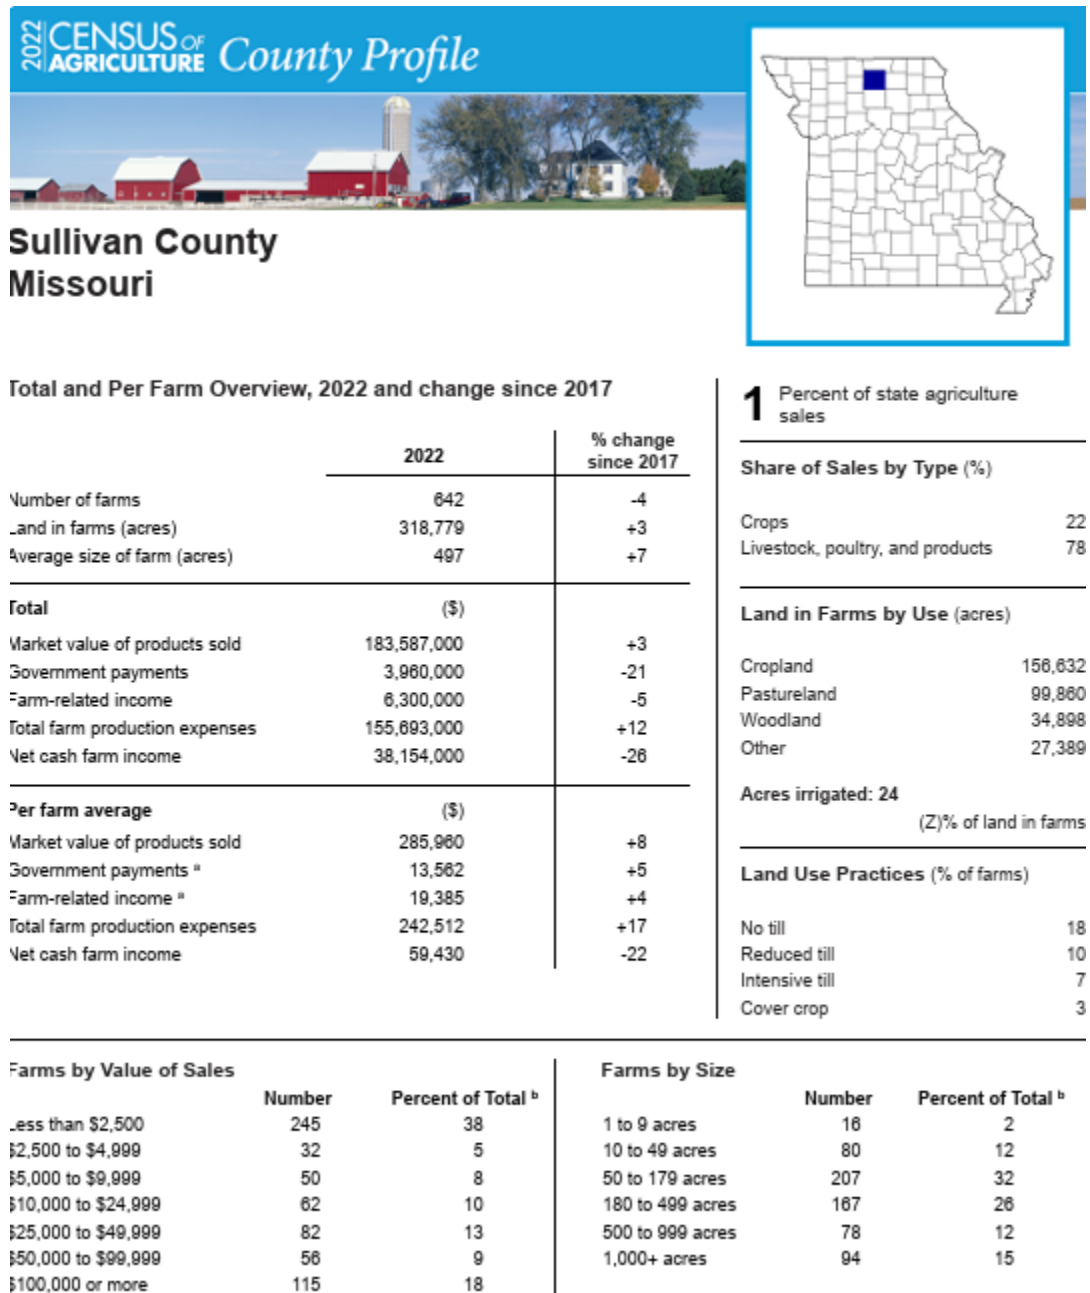 2022 CENSUS OF AGRICULTURE County Profile
Sullivan County
Missouri
Total and Per Farm Overview, 2022 and change since 2017
2022 % change since 2017
Number of farms 642 -4
Land in farms (acres) 318,779 +3
Average size of farm (acres) 497 +7
Total ($)
Market value of products sold 183,587,000 +3
Government payments 3,960,000 -21
Farm-related income 6,300,000 -5
Total farm production expenses 155,693,000 +12
Net cash farm income 38,154,000 -26
Per farm average ($)
Market value of products sold 285,960 +8
Government payments ª 13,562 +5
Farm-related income ª 19,385 +4
Total farm production expenses 242,512 +17
Net cash farm income 59,430 -22
1 Percent of state agriculture
sales
Share of Sales by Type (%)
Crops 22
Livestock, poultry, and products 78
Land in Farms by Use (acres)
Cropland 156,632
Pastureland 99,860
Woodland 34,898
Other 27,389
Acres irrigated: 24
(Z)% of land in farms
Land Use Practices (% of farms)
No till 18
Reduced till 10
Intensive till 7
Cover crop 3
Farms by Value of Sales
Number Percent of Total ᵇ
Less than $2,500 245 38
$2,500 to $4,999 32 5
$5,000 to $9,999 50 8
$10,000 to $24,999 62 10
$25,000 to $49,999 82 13
$50,000 to $99,999 56 9
$100,000 or more 115 18
Farms by Size
Number Percent of Total ᵇ
1 to 9 acres 16 2
10 to 49 acres 80 12
50 to 179 acres 207 32
180 to 499 acres 167 26
500 to 999 acres 78 12
1,000+ acres 94 15